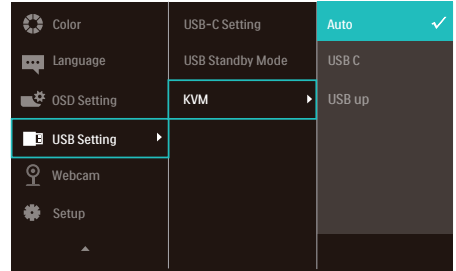 Color
Language
OSD Setting
USB Setting
Webcam
Setup
USB-C Setting
USB Standby Mode
KVM
Auto
USB C
USB up